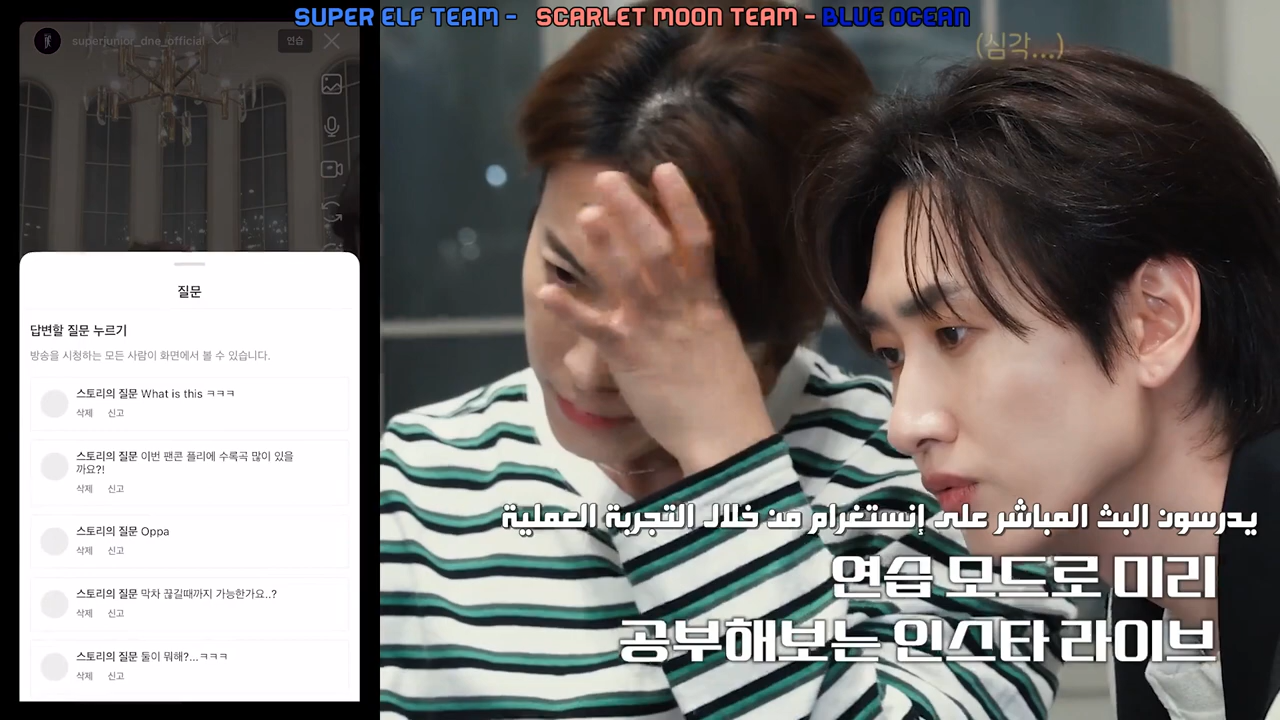 SUPER ELF TEAM - SCARLET MOON TEAM - BLUE OCEAN
superjunior_dne_official
연습
(심각...)
질문
답변할 질문 누르기
방송을 시청하는 모든 사람이 화면에서 볼 수 있습니다.
스토리의 질문 What is this ㅋㅋㅋ
삭제 신고
스토리의 질문 이번 팬콘 플리에 수록곡 많이 있을
까요?!
삭제 신고
스토리의 질문 Oppa
삭제 신고
스토리의 질문 막차 끊길때까지 가능한가요..?
삭제 신고
스토리의 질문 둘이 뭐해?...ㅋㅋㅋ
삭제 신고
يدرسون البث المباشر على إنستغرام من خلال التجربة العملية
연습 모드로 미리
공부해보는 인스타 라이브